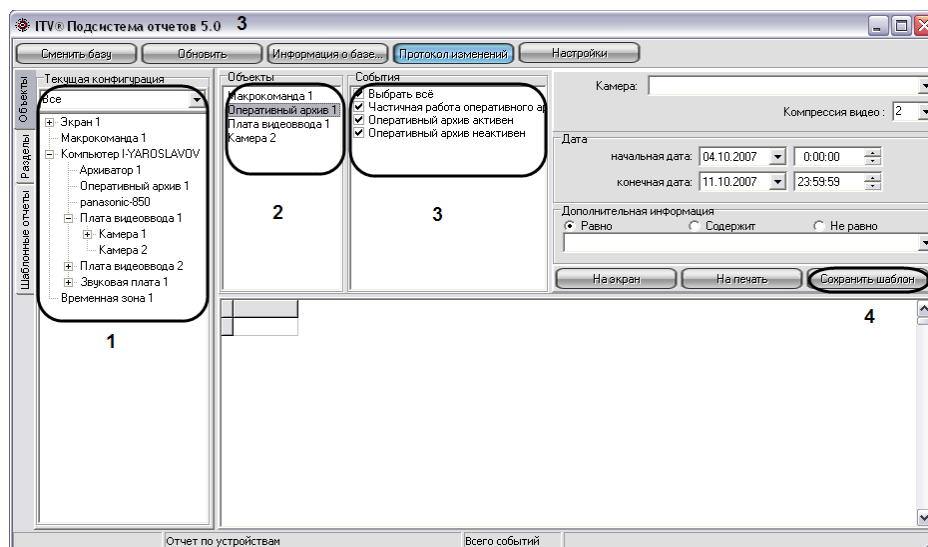 ITV® Подсистема отчетов 5.0 3
Сменить базу Обновить Информация о базе... Протокол изменений Настройки
Объекты
Разделы
Шаблонные отчеты
Текущая конфигурация
Все
Экран 1
Макрокоманда 1
Компьютер I-YAROSLAVOV
Архиватор 1
Оперативный архив 1
panasonic-850
Плата видеоввода 1
Камера 1
Камера 2
Плата видеоввода 2
Звуковая плата 1
Временная зона 1
1
Объекты
Макрокоманда 1
Оперативный архив 1
Плата видеоввода 1
Камера 2
2
События
Выбрать всё
Частичная работа оперативного
Оперативный архив активен
Оперативный архив неактивен
3
Камера:
Компрессия видео : 2
Дата
начальная дата: 04.10.2007 0:00:00
конечная дата: 11.10.2007 23:59:59
Дополнительная информация
Равно Содержит Не равно
На экран На печать Сохранить шаблон
4
Отчет по устройствам Всего событий